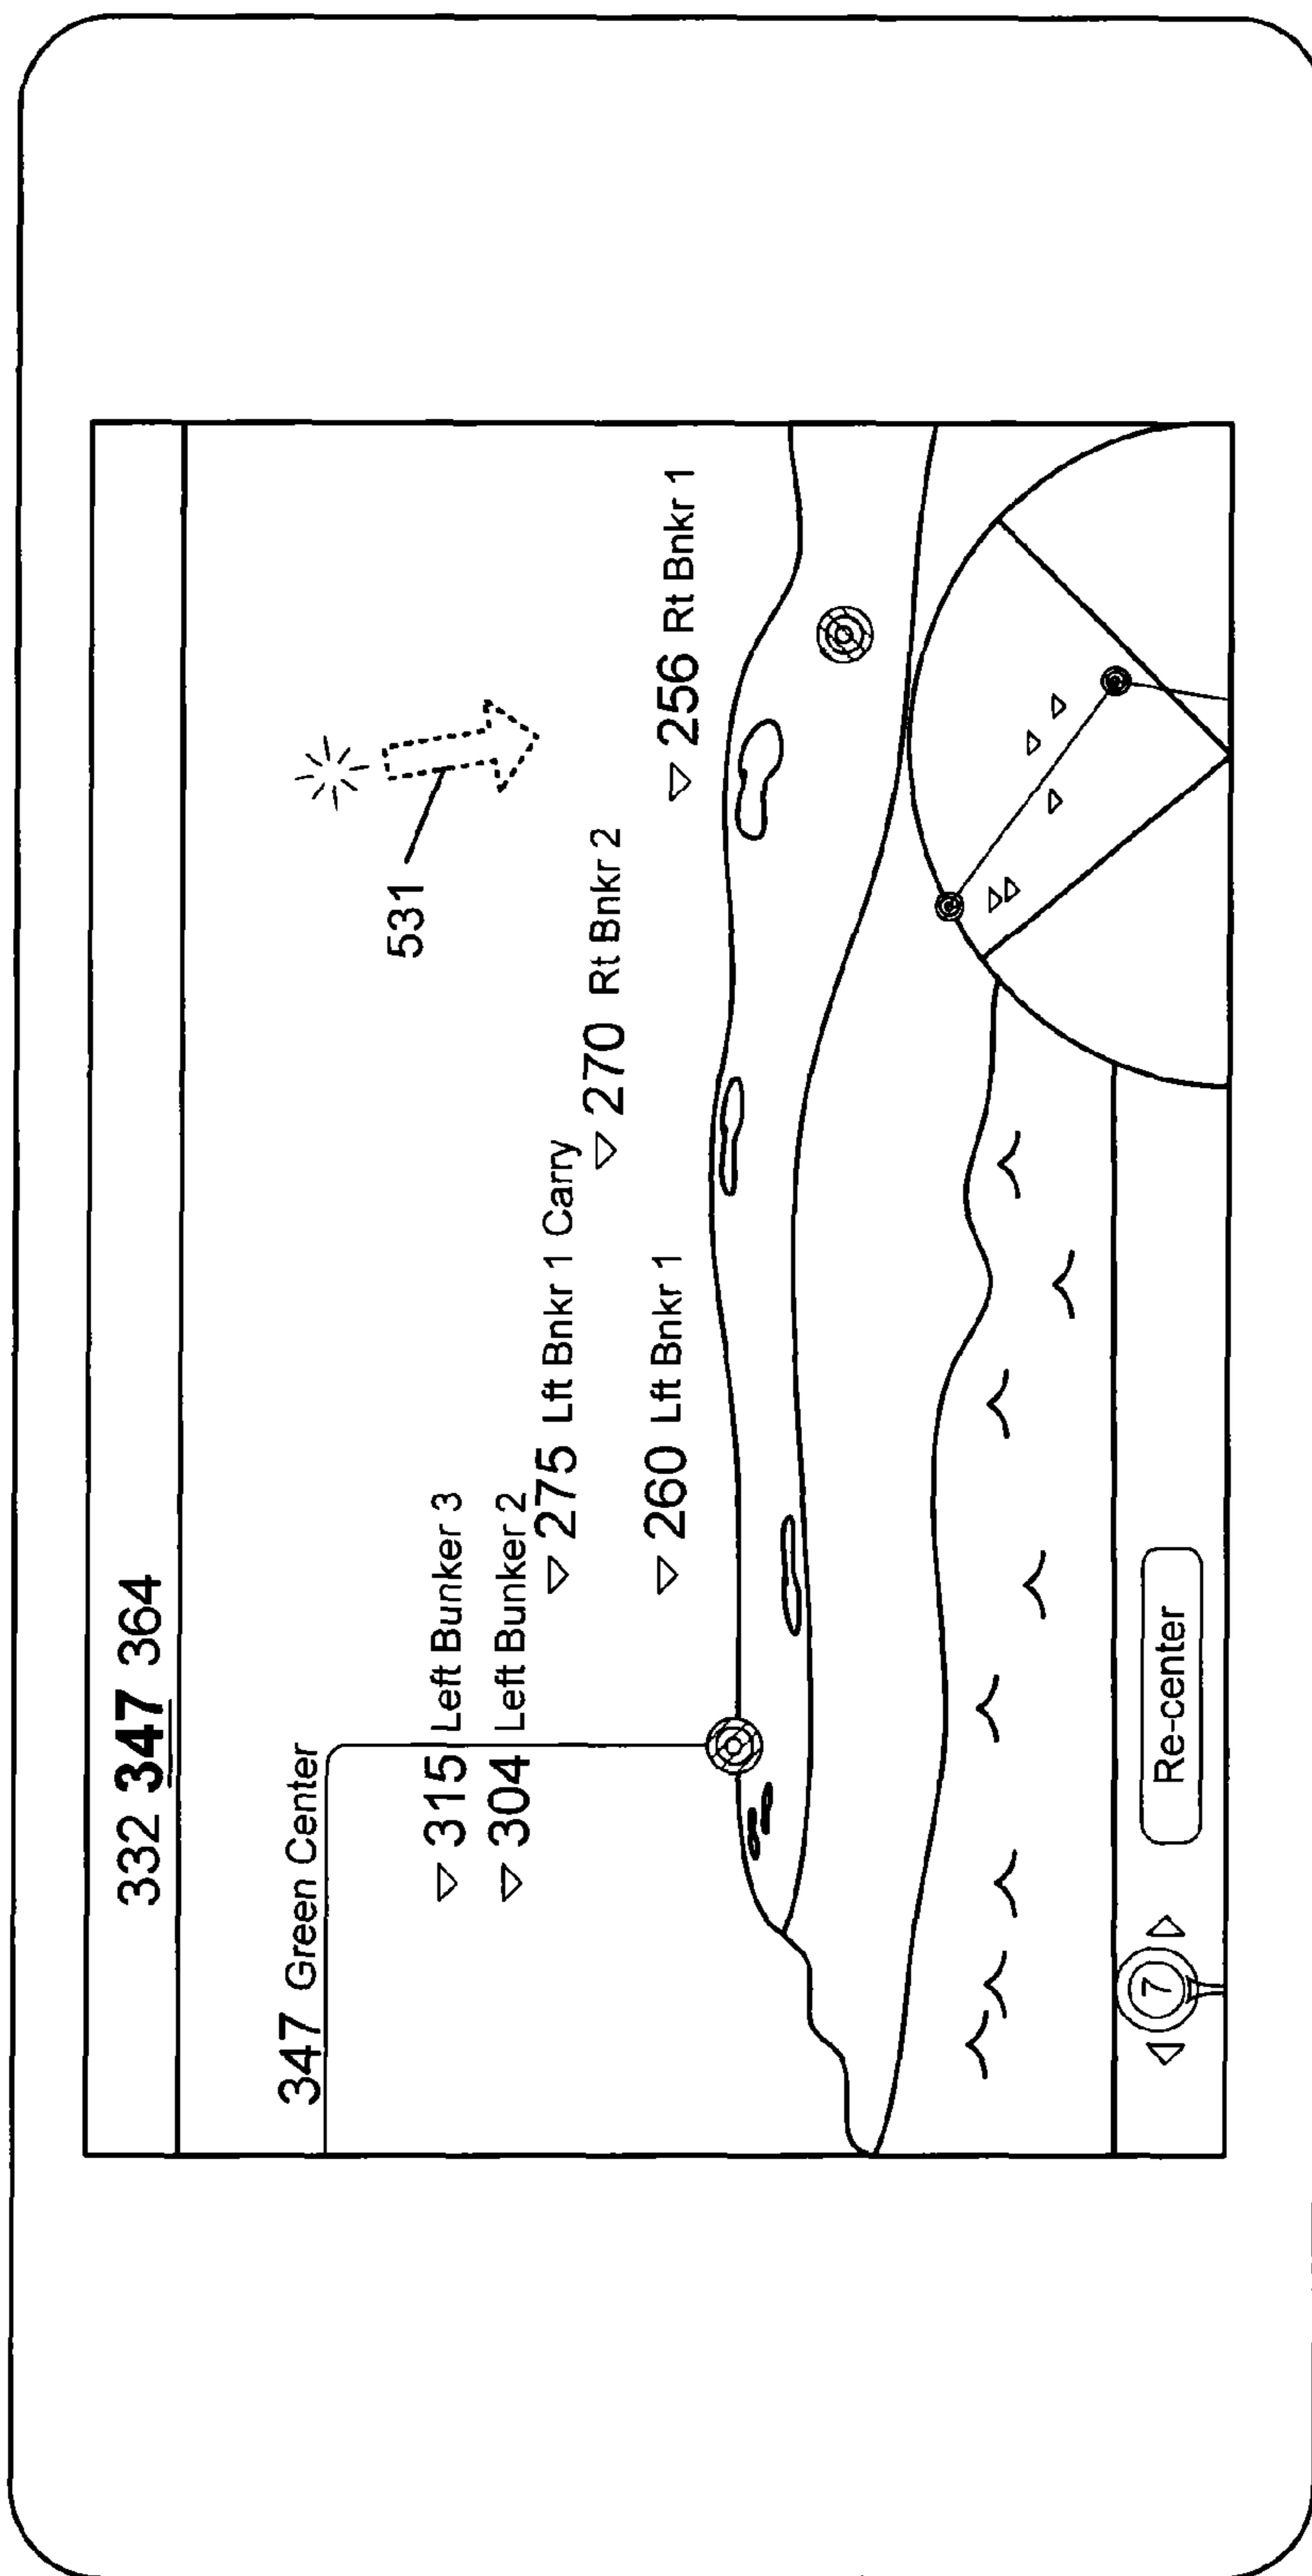 332 347 364
347 Green Center
531
315 Left Bunker 3
304 Left Bunker 2
275 Lft Bnkr 1 Carry
270 Rt Bnkr 2
260 Lft Bnkr 1
256 Rt Bnkr 1
7
Re-center